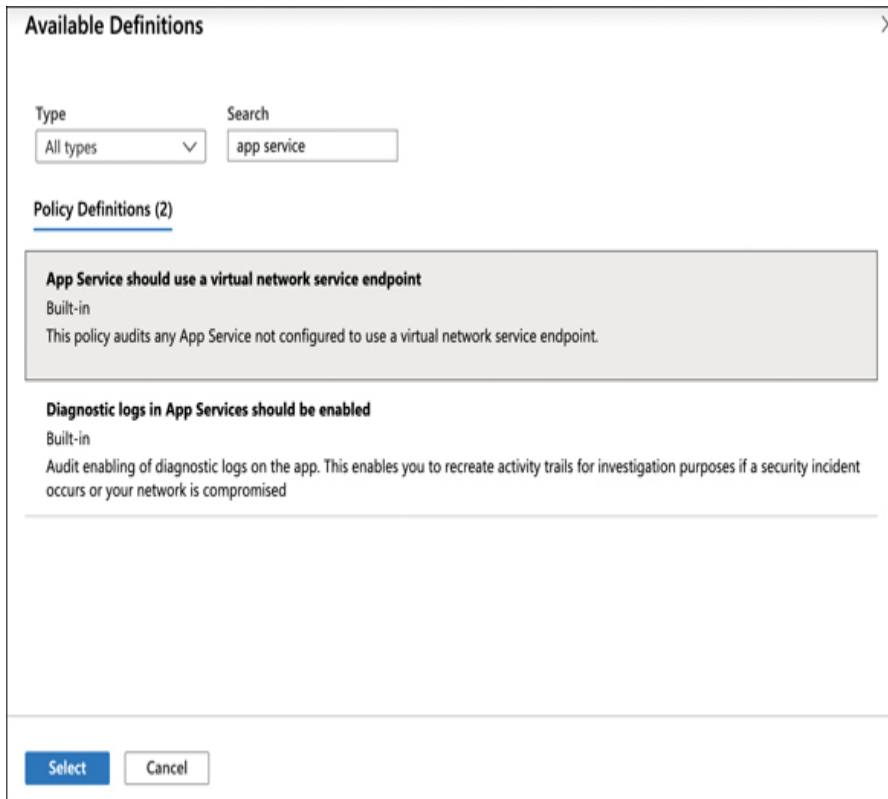 Available Definitions
Type
Search
All types
app service
Policy Definitions (2)
App Service should use a virtual network service endpoint
Built-in
This policy audits any App Service not configured to use a virtual network service endpoint.
Diagnostic logs in App Services should be enabled
Built-in
Audit enabling of diagnostic logs on the app. This enables you to recreate activity trails for investigation purposes if a security incident
occurs or your network is compromised
Select
Cancel